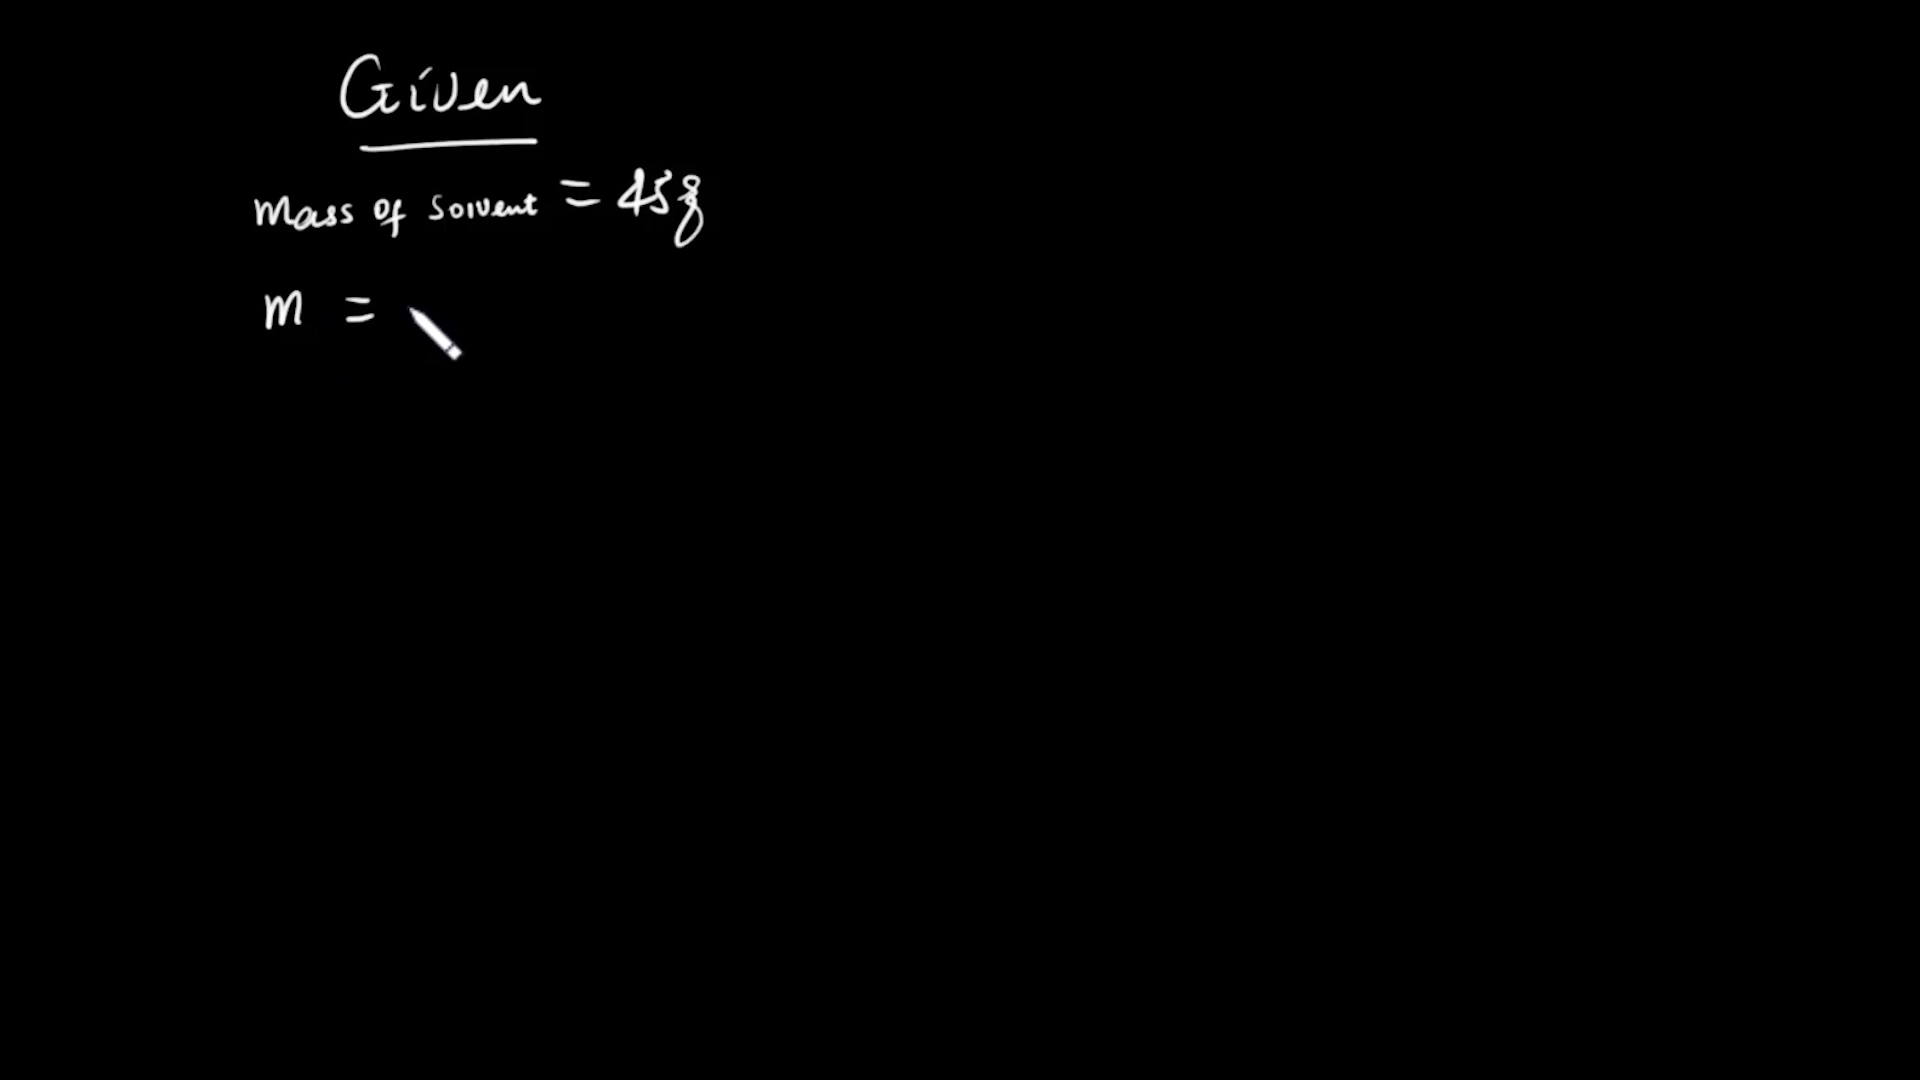 Given
Mass of Solvent = 45g
m =